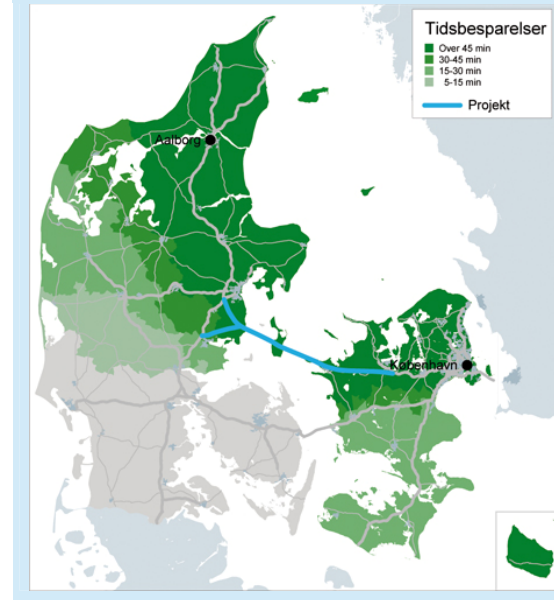 Tidsbesparelser
Over 45 min
30-45 min
15-30 min
5-15 min
Projekt
Aalborg
København